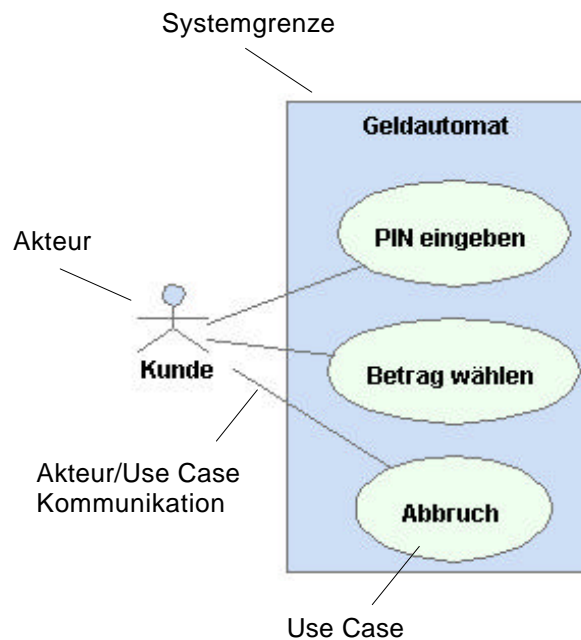 Systemgrenze
Geldautomat
PIN eingeben
Akteur
Kunde
Betrag wählen
Akteur/Use Case
Kommunikation
Abbruch
Use Case